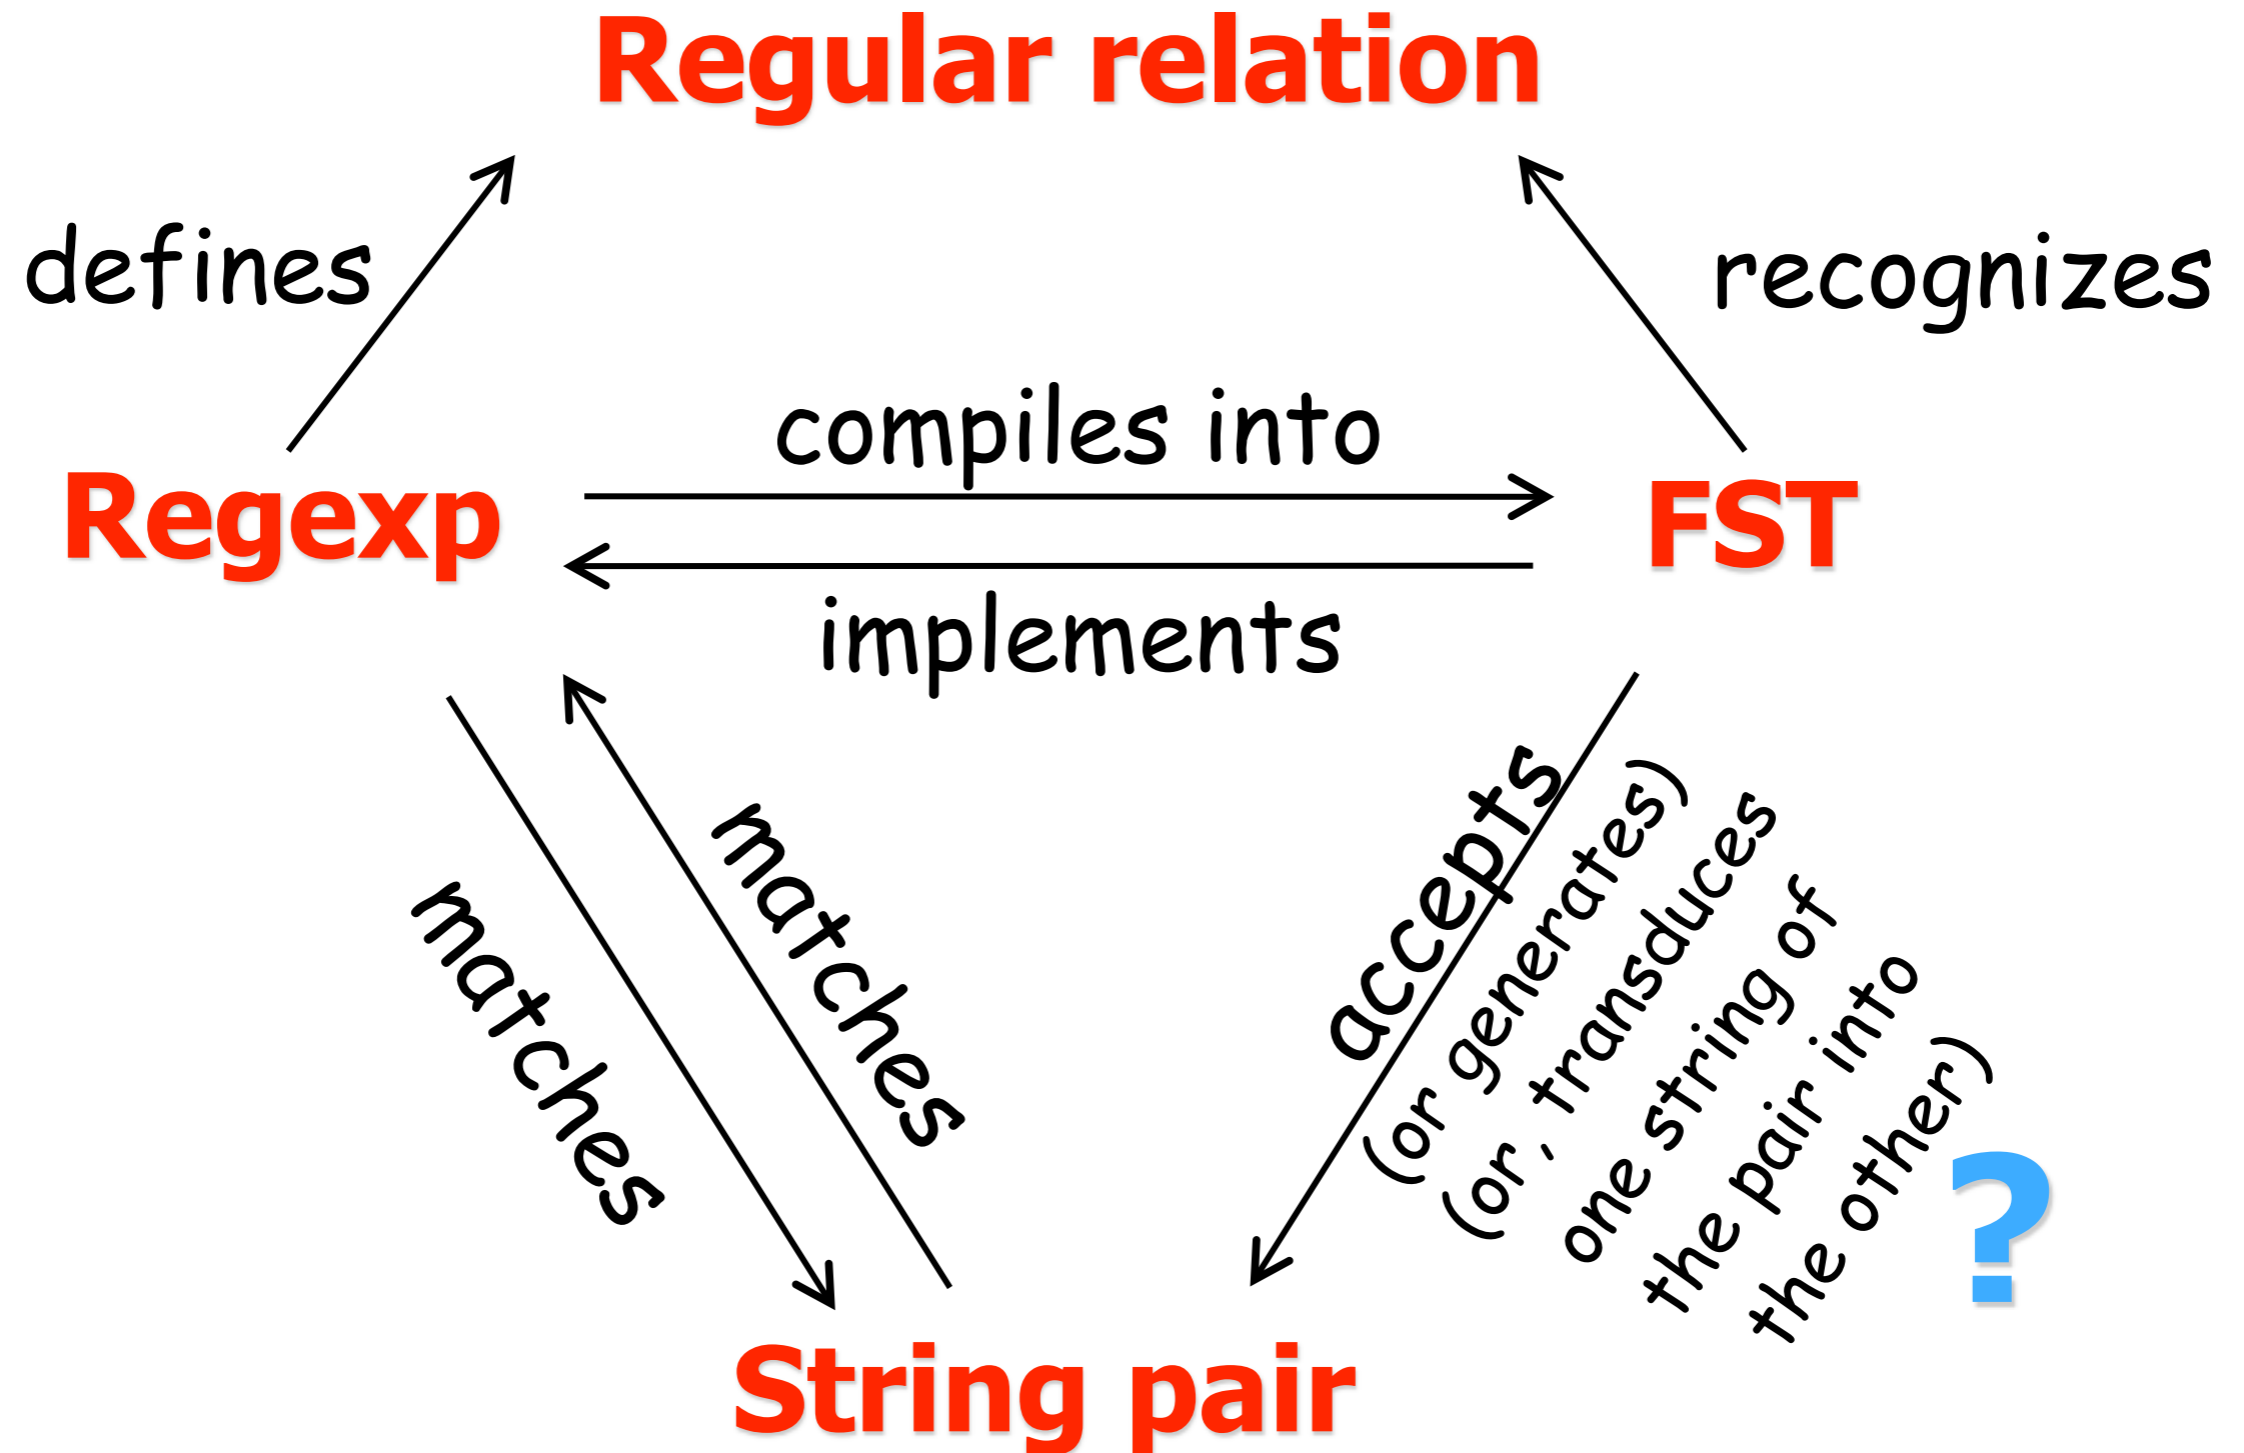 Regular relation
defines
recognizes
compiles into
Regexp
FST
implements
matches
matches
accepts
(or generates)
(or, transduces
one string of
the pair into
the other)
?
String pair